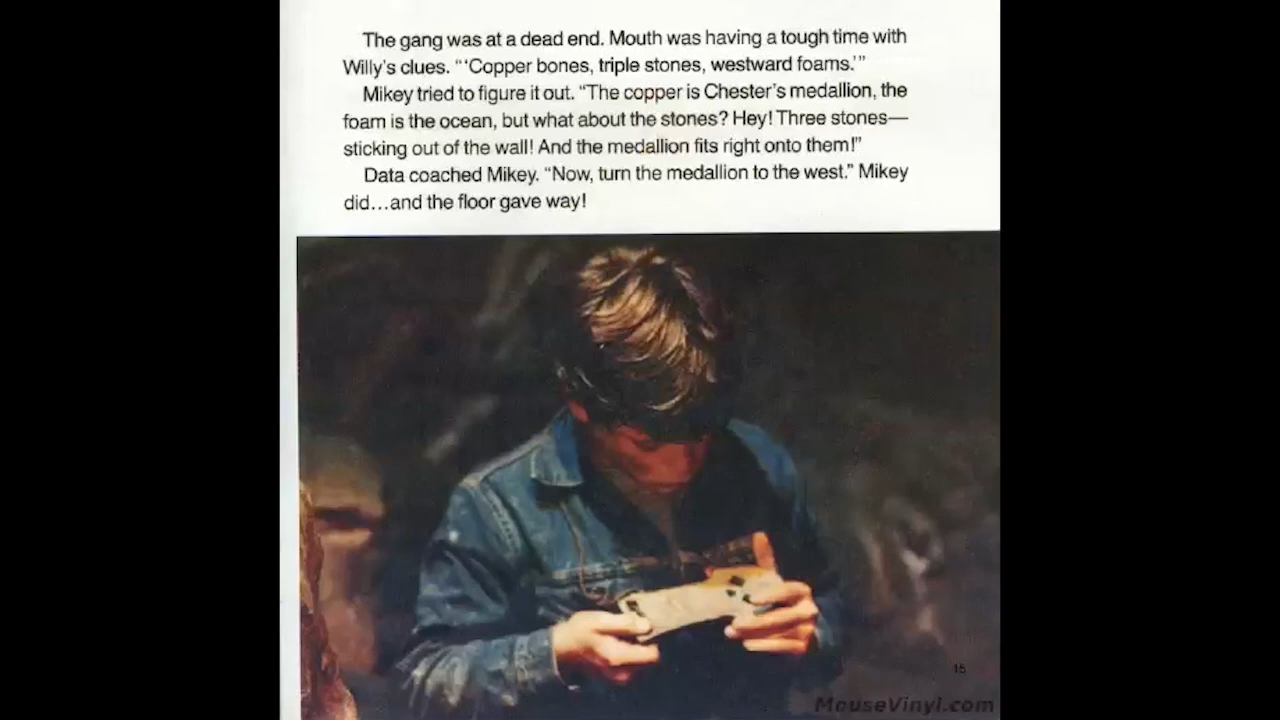 The gang was at a dead end. Mouth was having a tough time with
Willy's clues. "'Copper bones, triple stones, westward foams.'"
Mikey tried to figure it out. "The copper is Chester's medallion, the
foam is the ocean, but what about the stones? Hey! Three stones—
sticking out of the wall! And the medallion fits right onto them!"
Data coached Mikey. "Now, turn the medallion to the west." Mikey
did...and the floor gave way!
15
MouseVinyl.com